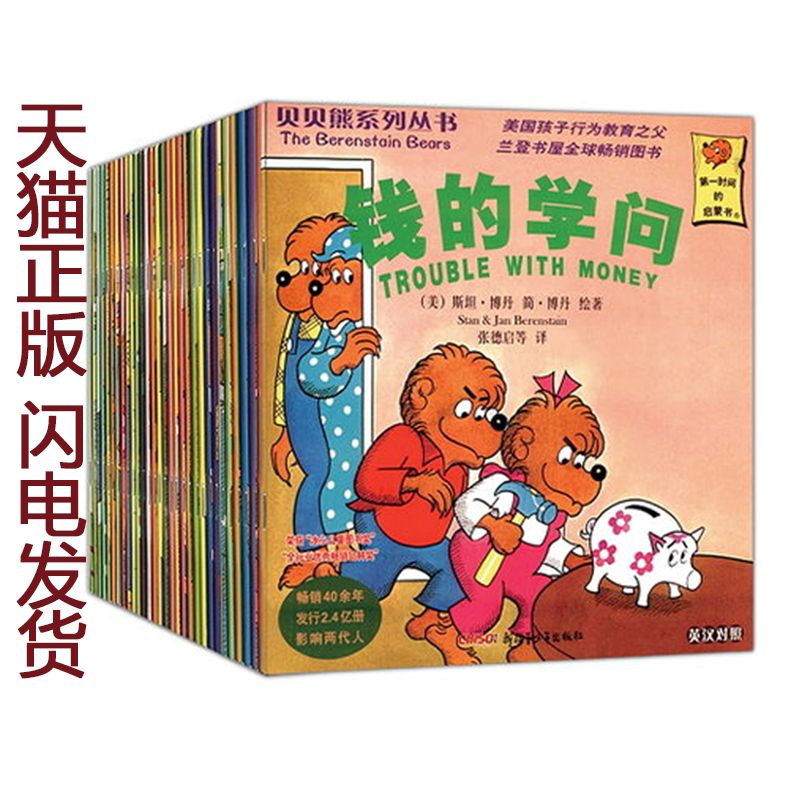 天猫正版 闪电发货
贝贝熊系列丛书
The Berenstain Bears
美国孩子行为教育之父
兰登书屋全球畅销图书
第一时间
的
启蒙书
钱的学问
TROUBLE WITH MONEY
(美) 斯坦·博丹 简·博丹 绘著
Stan & Jan Berenstain
张德启等 译
畅销40余年
发行2.4亿册
影响两代人
英汉对照